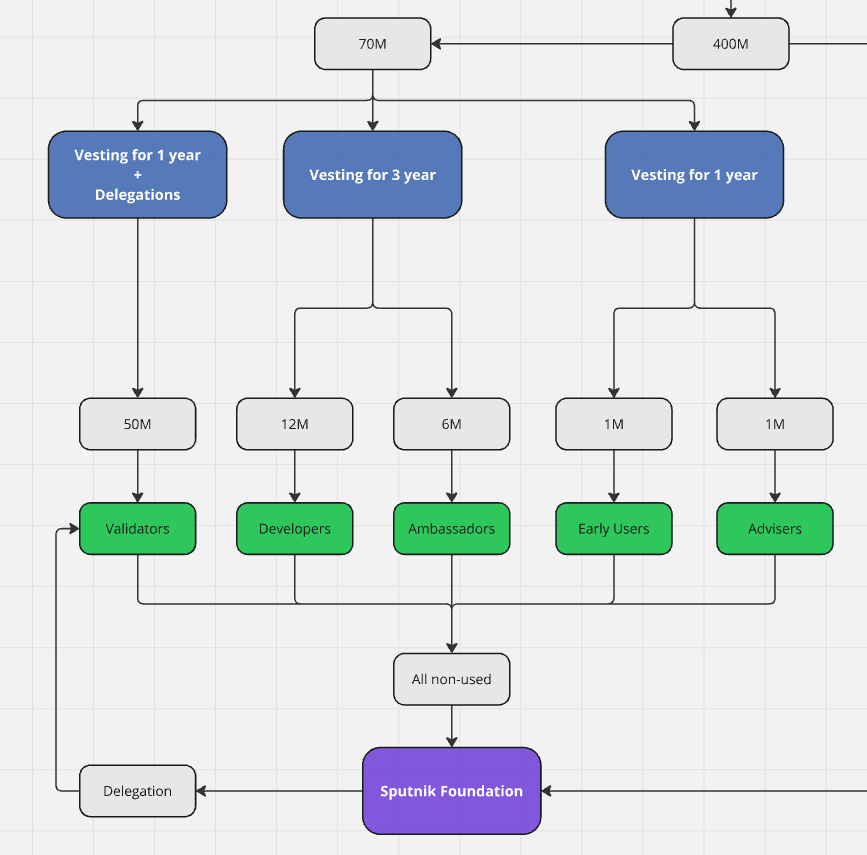 70M
400M
Vesting for 1 year
+
Delegations
Vesting for 3 year
Vesting for 1 year
50M
12M
6M
1M
1M
Validators
Developers
Ambassadors
Early Users
Advisers
All non-used
Delegation
Sputnik Foundation